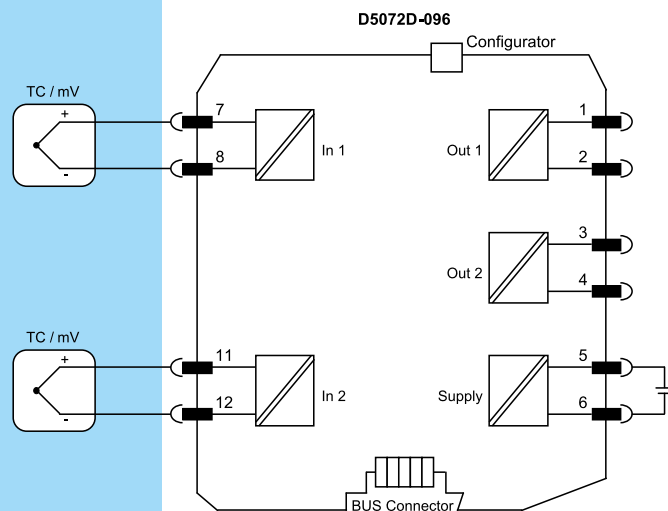 D5072D-096
Configurator
TC / mV
+
-
7
8
In 1
Out 1
1
2
Out 2
3
4
TC / mV
+
-
11
12
In 2
Supply
5
6
BUS Connector